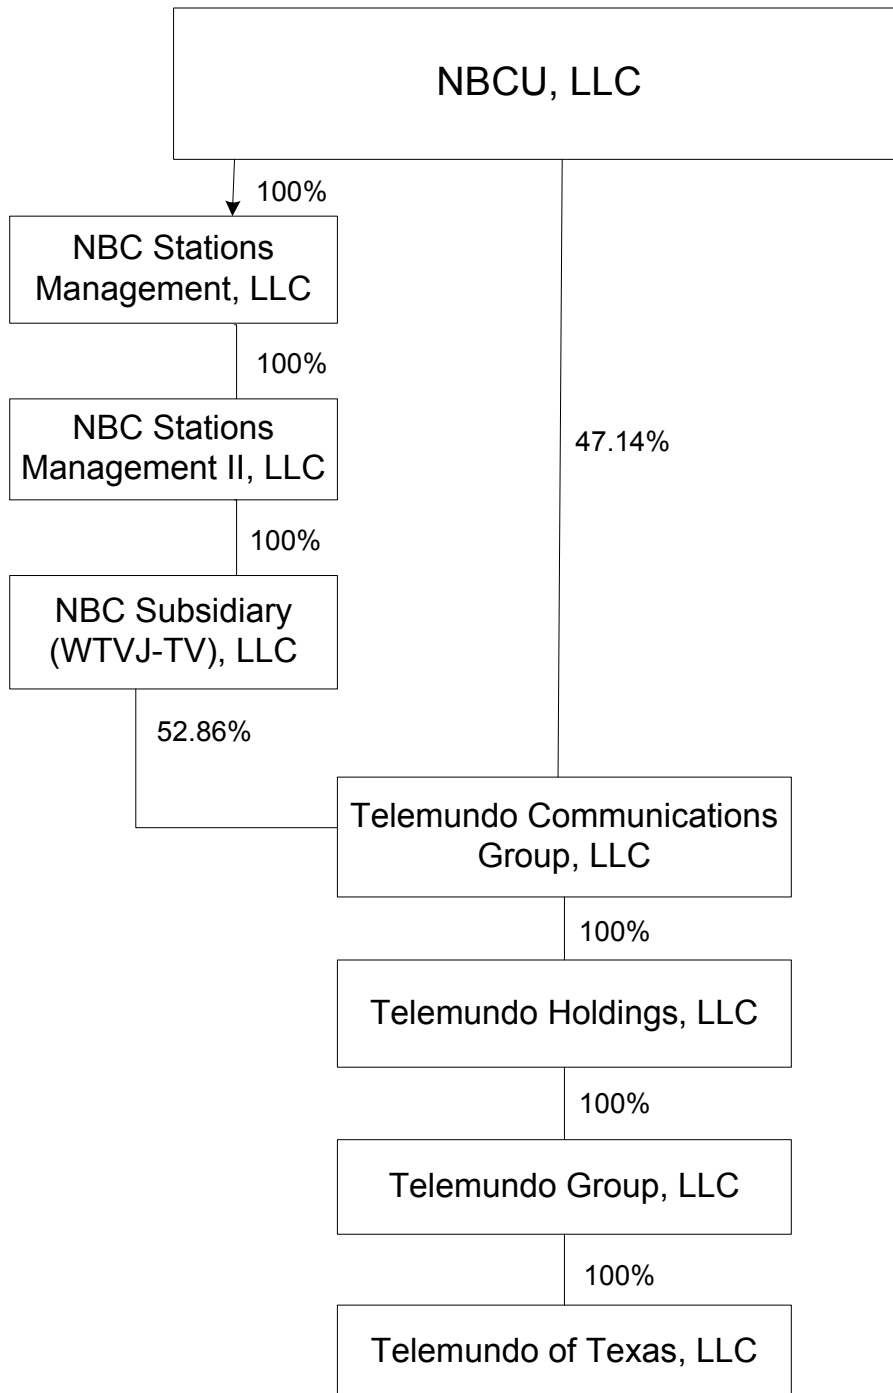 NBCU, LLC
100%
NBC Stations
Management, LLC
100%
NBC Stations
Management II, LLC
47.14%
100%
NBC Subsidiary
(WTVJ-TV), LLC
52.86%
Telemundo Communications
Group, LLC
100%
Telemundo Holdings, LLC
100%
Telemundo Group, LLC
100%
Telemundo of Texas, LLC